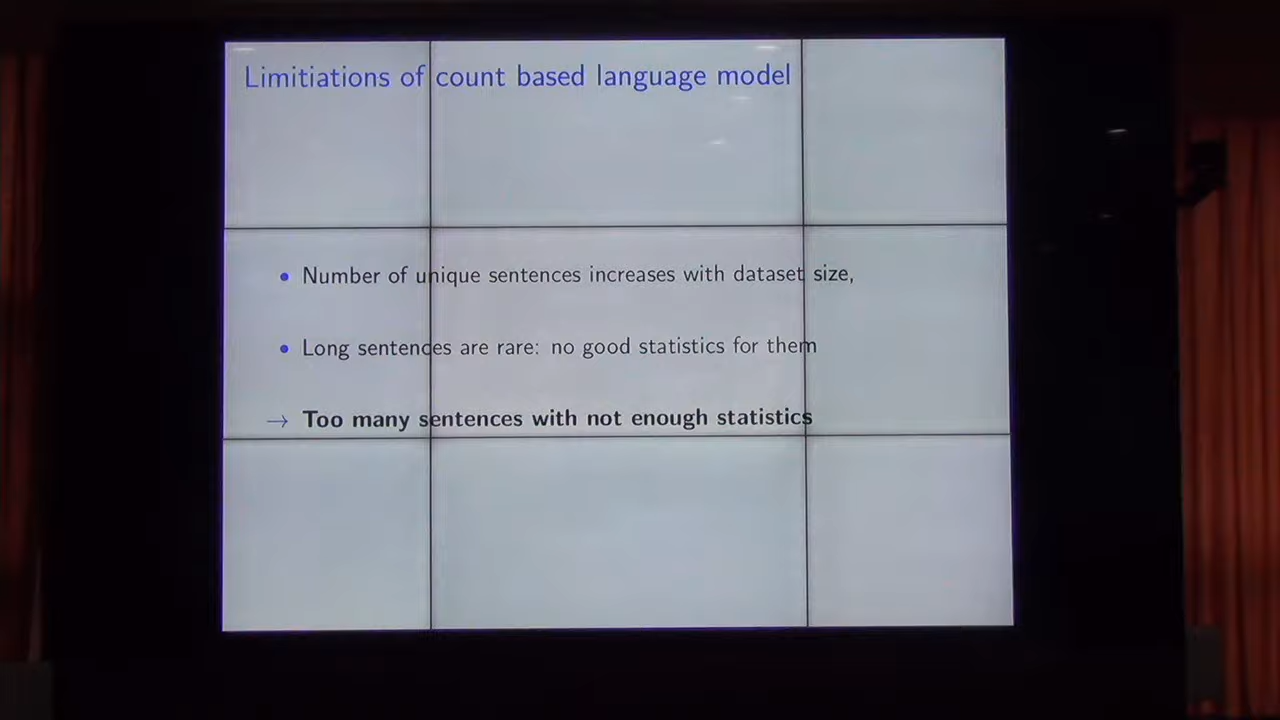 Limitiations of count based language model
• Number of unique sentences increases with dataset size,
• Long sentences are rare: no good statistics for them
→ Too many sentences with not enough statistics